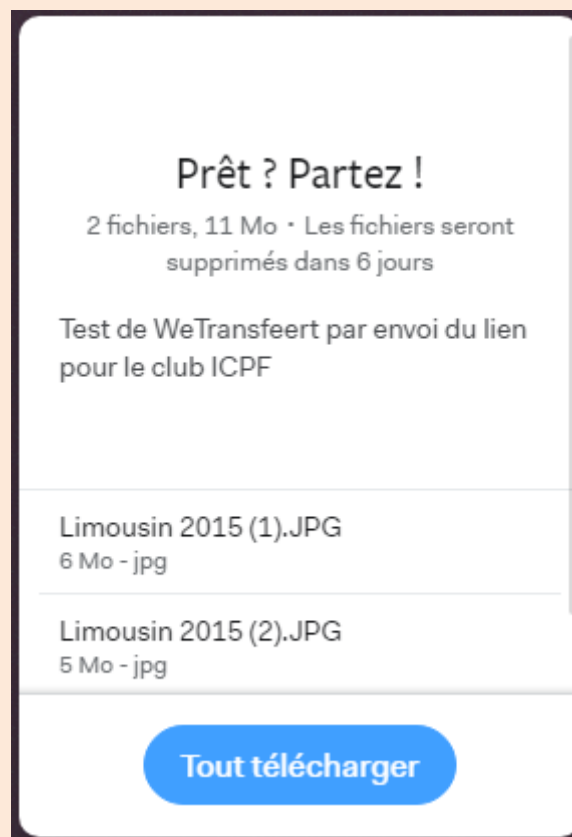 Prêt ? Partez !
2 fichiers, 11 Mo · Les fichiers seront
supprimés dans 6 jours
Test de WeTransfeert par envoi du lien
pour le club ICPF
Limousin 2015 (1).JPG
6 Mo - jpg
Limousin 2015 (2).JPG
5 Mo - jpg
Tout télécharger